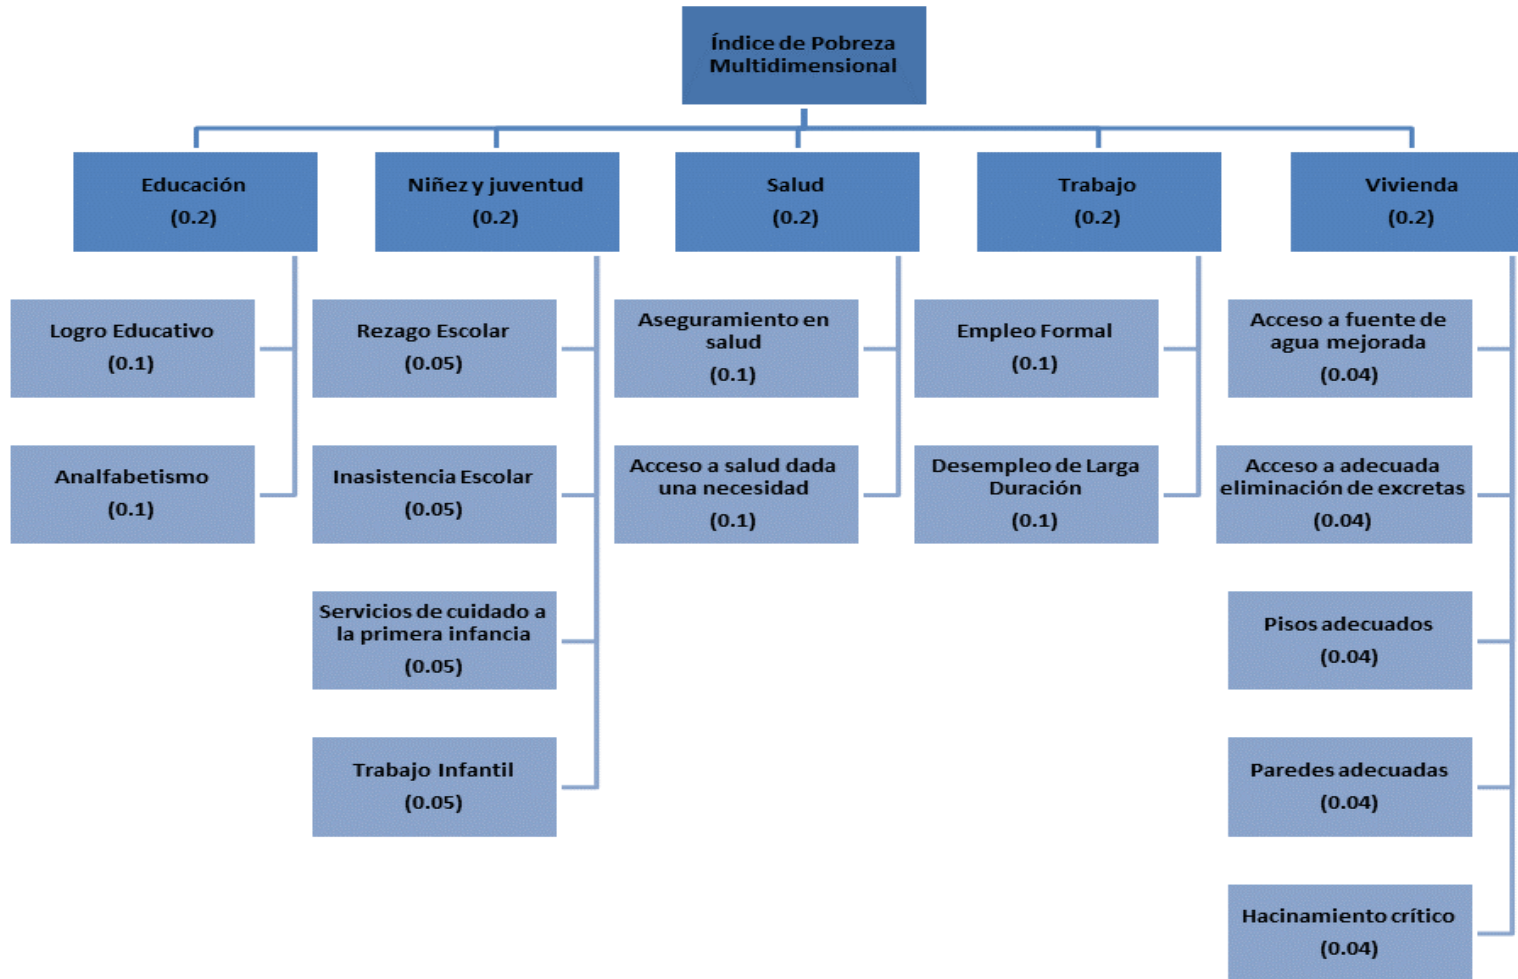 Índice de Pobreza
Multidimensional
Educación
(0.2)
Niñez y juventud
(0.2)
Salud
(0.2)
Trabajo
(0.2)
Vivienda
(0.2)
Logro Educativo
(0.1)
Analfabetismo
(0.1)
Rezago Escolar
(0.05)
Inasistencia Escolar
(0.05)
Servicios de cuidado a
la primera infancia
(0.05)
Trabajo Infantil
(0.05)
Aseguramiento en
salud
(0.1)
Acceso a salud dada
una necesidad
(0.1)
Empleo Formal
(0.1)
Desempleo de Larga
Duración
(0.1)
Acceso a fuente de
agua mejorada
(0.04)
Acceso a adecuada
eliminación de excretas
(0.04)
Pisos adecuados
(0.04)
Paredes adecuadas
(0.04)
Hacinamiento crítico
(0.04)